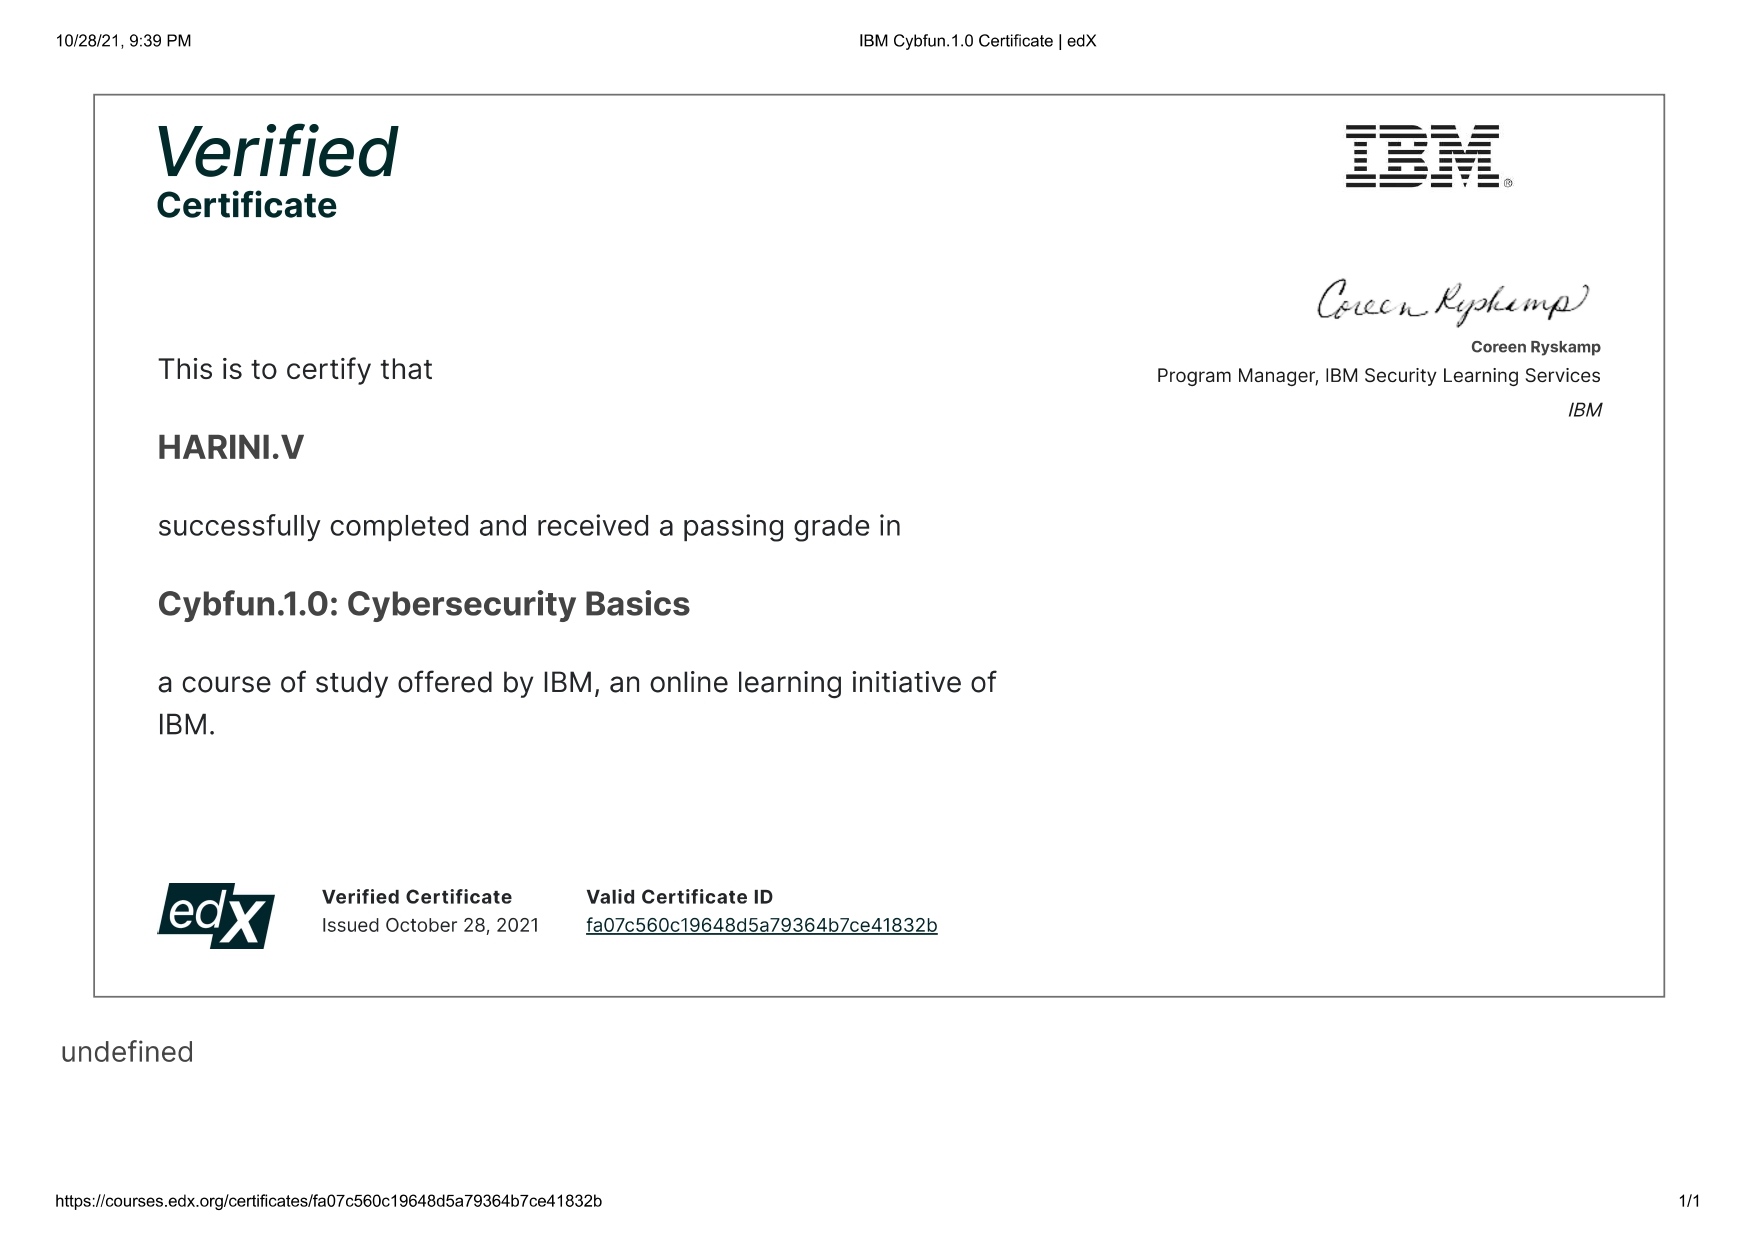 10/28/21, 9:39 PM
IBM Cybfun.1.0 Certificate | edX
Verified
Certificate
IBM®
Coreen Ryskamp
Coreen Ryskamp
Program Manager, IBM Security Learning Services
IBM
This is to certify that
HARINI.V
successfully completed and received a passing grade in
Cybfun.1.0: Cybersecurity Basics
a course of study offered by IBM, an online learning initiative of
IBM.
edX
Verified Certificate
Issued October 28, 2021
Valid Certificate ID
fa07c560c19648d5a79364b7ce41832b
undefined
https://courses.edx.org/certificates/fa07c560c19648d5a79364b7ce41832b
1/1